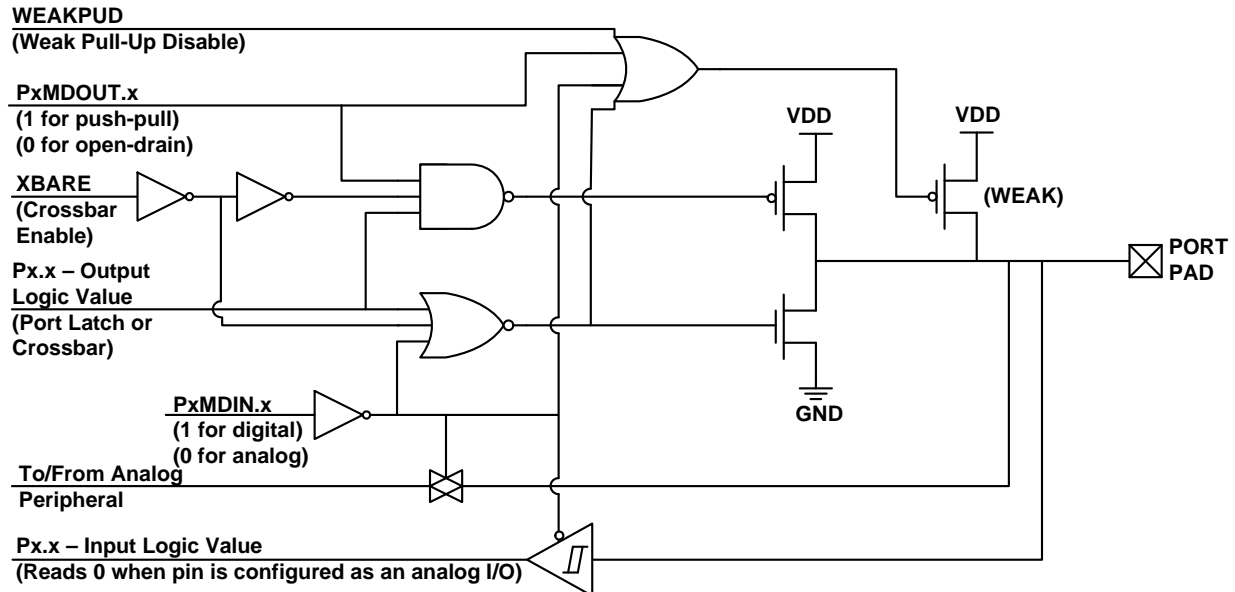 WEAKPUD
(Weak Pull-Up Disable)
PxMDOUT.x
(1 for push-pull)
(0 for open-drain)
XBARE
(Crossbar
Enable)
Px.x – Output
Logic Value
(Port Latch or
Crossbar)
PxMDIN.x
(1 for digital)
(0 for analog)
To/From Analog
Peripheral
Px.x – Input Logic Value
(Reads 0 when pin is configured as an analog I/O)
VDD
VDD
(WEAK)
PORT
PAD
GND